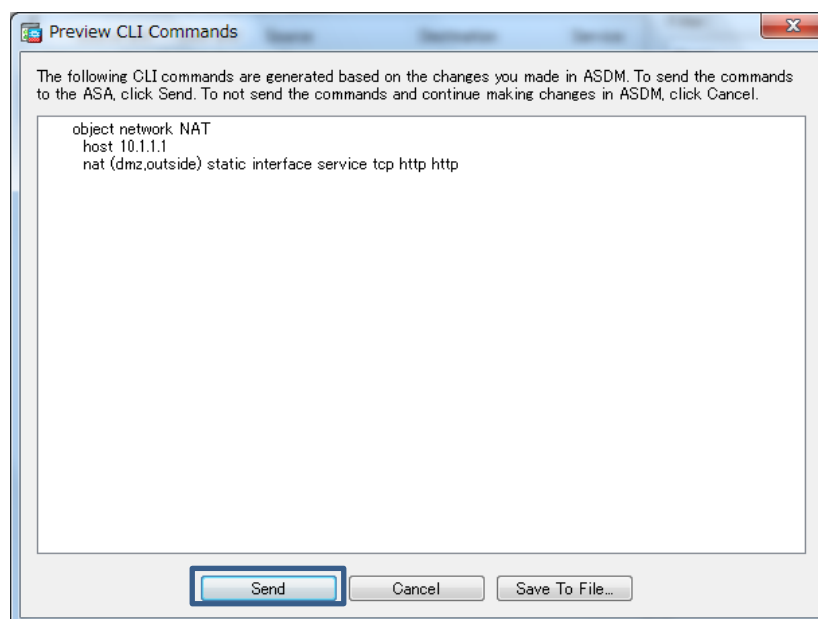 Preview CLI Commands
Source Destination Service
The following CLI commands are generated based on the changes you made in ASDM. To send the commands
to the ASA, click Send. To not send the commands and continue making changes in ASDM, click Cancel.
object network NAT
host 10.1.1.1
nat (dmz,outside) static interface service tcp http http
Send Cancel Save To File...